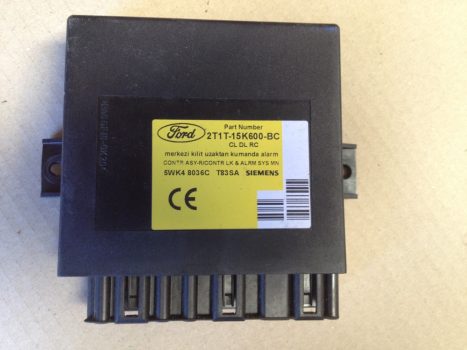 Ford
Part Number
2T1T-15K600-BC
CL DL RC
merkezi kilit uzaktan kumanda alarm
CONTR ASY-R/CONTR LK & ALRM SYS MN
5WK4 8036C T83SA SIEMENS
CE